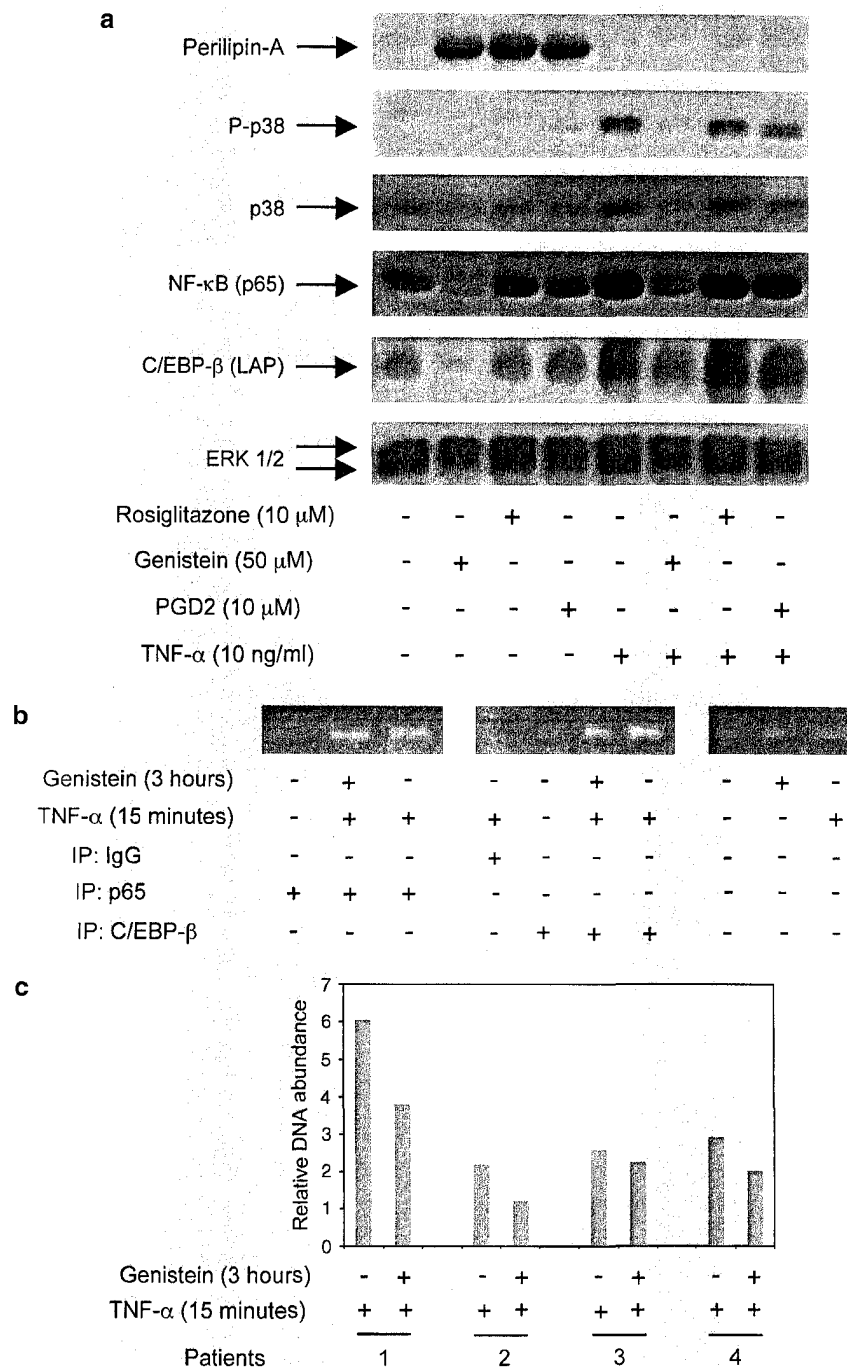 a
Perilipin-A
P-p38
p38
NF-κB (p65)
C/EBP-β (LAP)
ERK 1/2
Rosiglitazone (10 μM) - - + - - - + -
Genistein (50 μM) - + - - - + - -
PGD2 (10 μM) - - - + - - - +
TNF-α (10 ng/ml) - - - - + + + +
b
Genistein (3 hours) - + - - - + - - + -
TNF-α (15 minutes) - + + + - + + - - +
IP: IgG - - - + - - - - - -
IP: p65 + + + - - - - - - -
IP: C/EBP-β - - - - + + + - - -
c
Relative DNA abundance
7
6
5
4
3
2
1
0
Genistein (3 hours) - + - + - + - +
TNF-α (15 minutes) + + + + + + + +
Patients 1 2 3 4